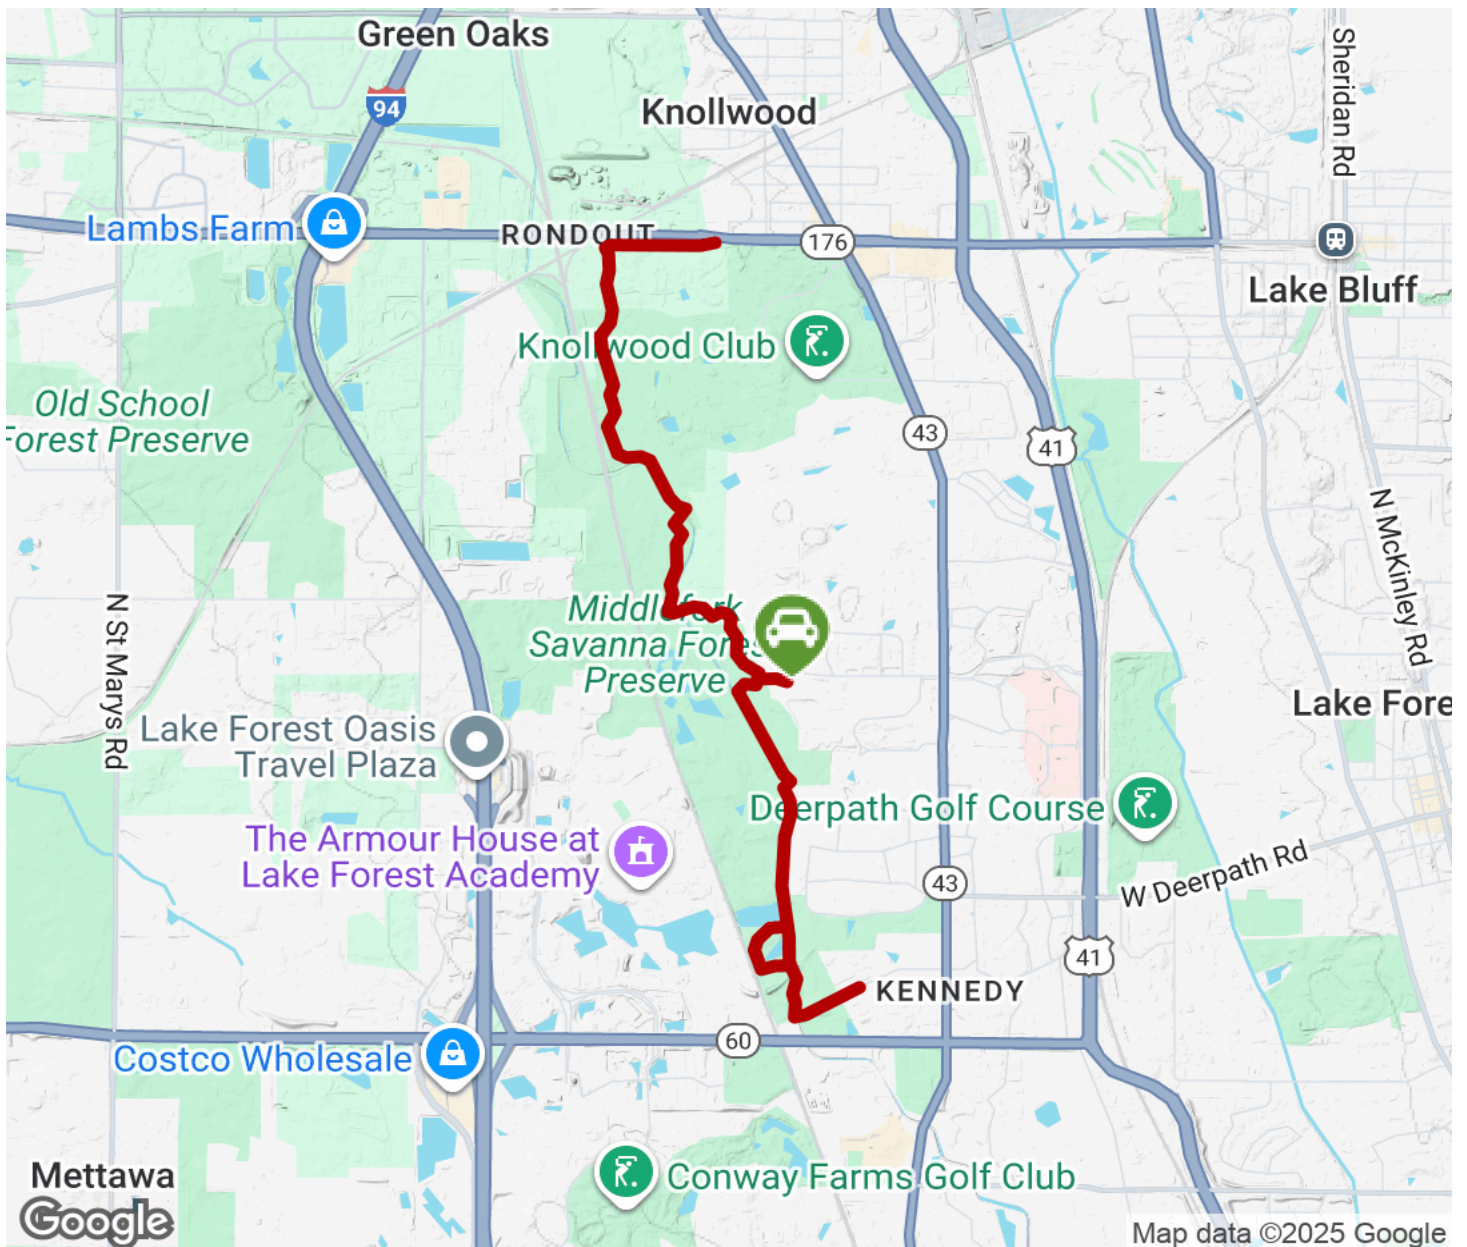 Green Oaks
94
Knollwood
Sheridan Rd
Lambs Farm
RONDOUT
176
Lake Bluff
Knollwood Club
Old School
Forest Preserve
43
41
N McKinley Rd
N St Marys Rd
Middlefork
Savanna Fores
Preserve
Lake Fore
Lake Forest Oasis
Travel Plaza
Deerpath Golf Course
The Armour House at
Lake Forest Academy
43
W Deerpath Rd
41
KENNEDY
60
Costco Wholesale
Mettawa
Conway Farms Golf Club
Google
Map data ©2025 Google